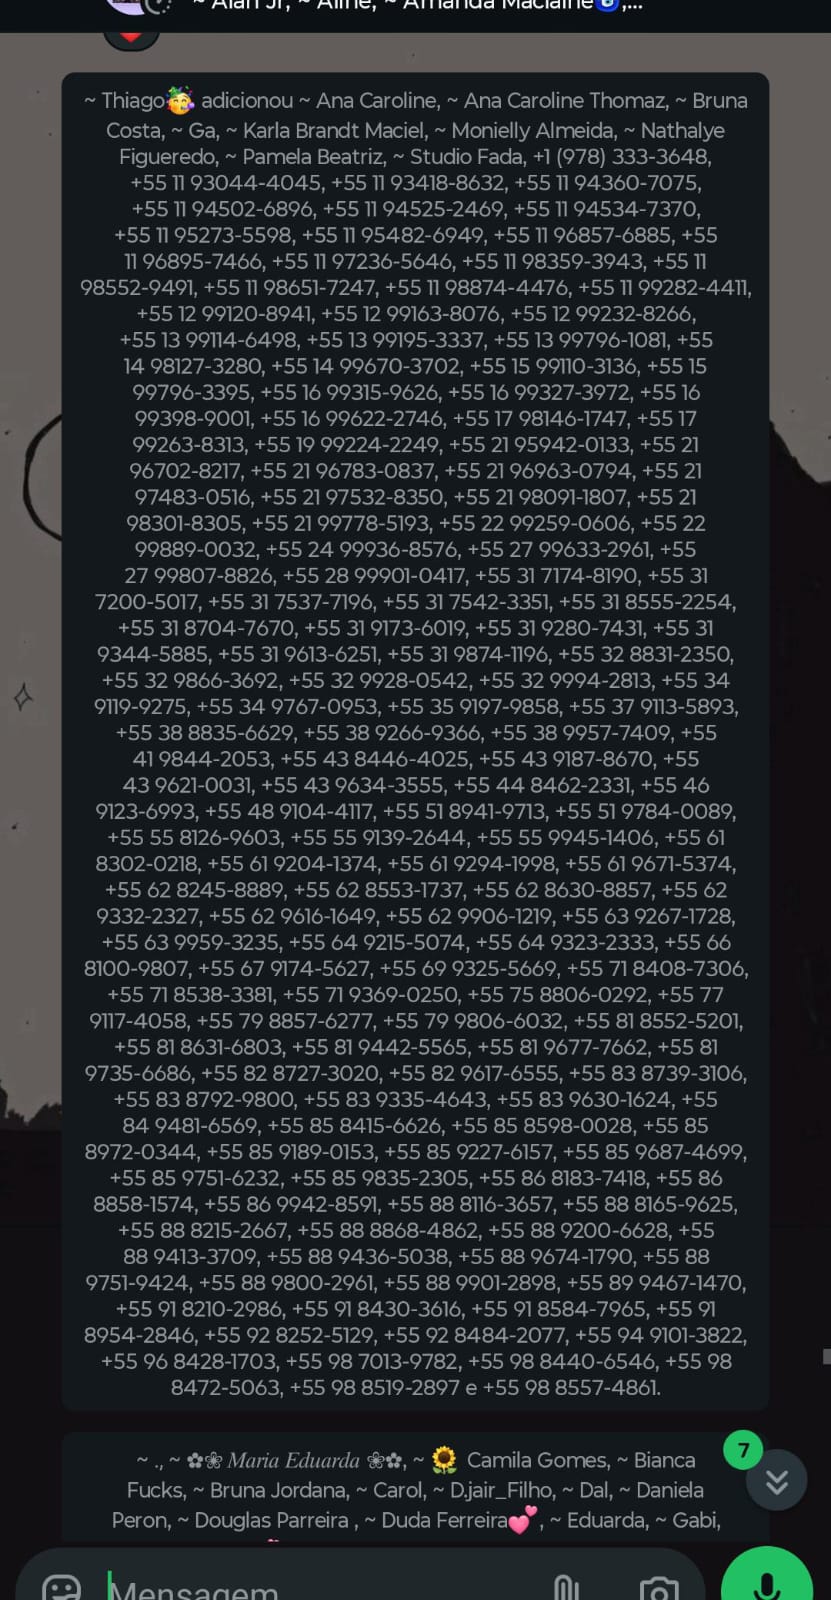 ~ Alan Jr, ~ Aline, ~ Amanda Maclaine🧿,...
~ Thiago🥳 adicionou ~ Ana Caroline, ~ Ana Caroline Thomaz, ~ Bruna
Costa, ~ Ga, ~ Karla Brandt Maciel, ~ Monielly Almeida, ~ Nathalye
Figueredo, ~ Pamela Beatriz, ~ Studio Fada, +1 (978) 333-3648,
+55 11 93044-4045, +55 11 93418-8632, +55 11 94360-7075,
+55 11 94502-6896, +55 11 94525-2469, +55 11 94534-7370,
+55 11 95273-5598, +55 11 95482-6949, +55 11 96857-6885, +55
11 96895-7466, +55 11 97236-5646, +55 11 98359-3943, +55 11
98552-9491, +55 11 98651-7247, +55 11 98874-4476, +55 11 99282-4411,
+55 12 99120-8941, +55 12 99163-8076, +55 12 99232-8266,
+55 13 99114-6498, +55 13 99195-3337, +55 13 99796-1081, +55
14 98127-3280, +55 14 99670-3702, +55 15 99110-3136, +55 15
99796-3395, +55 16 99315-9626, +55 16 99327-3972, +55 16
99398-9001, +55 16 99622-2746, +55 17 98146-1747, +55 17
99263-8313, +55 19 99224-2249, +55 21 95942-0133, +55 21
96702-8217, +55 21 96783-0837, +55 21 96963-0794, +55 21
97483-0516, +55 21 97532-8350, +55 21 98091-1807, +55 21
98301-8305, +55 21 99778-5193, +55 22 99259-0606, +55 22
99889-0032, +55 24 99936-8576, +55 27 99633-2961, +55
27 99807-8826, +55 28 99901-0417, +55 31 7174-8190, +55 31
7200-5017, +55 31 7537-7196, +55 31 7542-3351, +55 31 8555-2254,
+55 31 8704-7670, +55 31 9173-6019, +55 31 9280-7431, +55 31
9344-5885, +55 31 9613-6251, +55 31 9874-1196, +55 32 8831-2350,
+55 32 9866-3692, +55 32 9928-0542, +55 32 9994-2813, +55 34
9119-9275, +55 34 9767-0953, +55 35 9197-9858, +55 37 9113-5893,
+55 38 8835-6629, +55 38 9266-9366, +55 38 9957-7409, +55
41 9844-2053, +55 43 8446-4025, +55 43 9187-8670, +55
43 9621-0031, +55 43 9634-3555, +55 44 8462-2331, +55 46
9123-6993, +55 48 9104-4117, +55 51 8941-9713, +55 51 9784-0089,
+55 55 8126-9603, +55 55 9139-2644, +55 55 9945-1406, +55 61
8302-0218, +55 61 9204-1374, +55 61 9294-1998, +55 61 9671-5374,
+55 62 8245-8889, +55 62 8553-1737, +55 62 8630-8857, +55 62
9332-2327, +55 62 9616-1649, +55 62 9906-1219, +55 63 9267-1728,
+55 63 9959-3235, +55 64 9215-5074, +55 64 9323-2333, +55 66
8100-9807, +55 67 9174-5627, +55 69 9325-5669, +55 71 8408-7306,
+55 71 8538-3381, +55 71 9369-0250, +55 75 8806-0292, +55 77
9117-4058, +55 79 8857-6277, +55 79 9806-6032, +55 81 8552-5201,
+55 81 8631-6803, +55 81 9442-5565, +55 81 9677-7662, +55 81
9735-6686, +55 82 8727-3020, +55 82 9617-6555, +55 83 8739-3106,
+55 83 8792-9800, +55 83 9335-4643, +55 83 9630-1624, +55
84 9481-6569, +55 85 8415-6626, +55 85 8598-0028, +55 85
8972-0344, +55 85 9189-0153, +55 85 9227-6157, +55 85 9687-4699,
+55 85 9751-6232, +55 85 9835-2305, +55 86 8183-7418, +55 86
8858-1574, +55 86 9942-8591, +55 88 8116-3657, +55 88 8165-9625,
+55 88 8215-2667, +55 88 8868-4862, +55 88 9200-6628, +55
88 9413-3709, +55 88 9436-5038, +55 88 9674-1790, +55 88
9751-9424, +55 88 9800-2961, +55 88 9901-2898, +55 89 9467-1470,
+55 91 8210-2986, +55 91 8430-3616, +55 91 8584-7965, +55 91
8954-2846, +55 92 8252-5129, +55 92 8484-2077, +55 94 9101-3822,
+55 96 8428-1703, +55 98 7013-9782, +55 98 8440-6546, +55 98
8472-5063, +55 98 8519-2897 e +55 98 8557-4861.
7
~ ., ~ ✿❀ 𝑀𝑎𝑟𝑖𝑎 𝐸𝑑𝑢𝑎𝑟𝑑𝑎 ❀✿, ~ 🌻 Camila Gomes, ~ Bianca
Fucks, ~ Bruna Jordana, ~ Carol, ~ D.jair_Filho, ~ Dal, ~ Daniela
Peron, ~ Douglas Parreira , ~ Duda Ferreira💕 , ~ Eduarda, ~ Gabi,
Mensagem